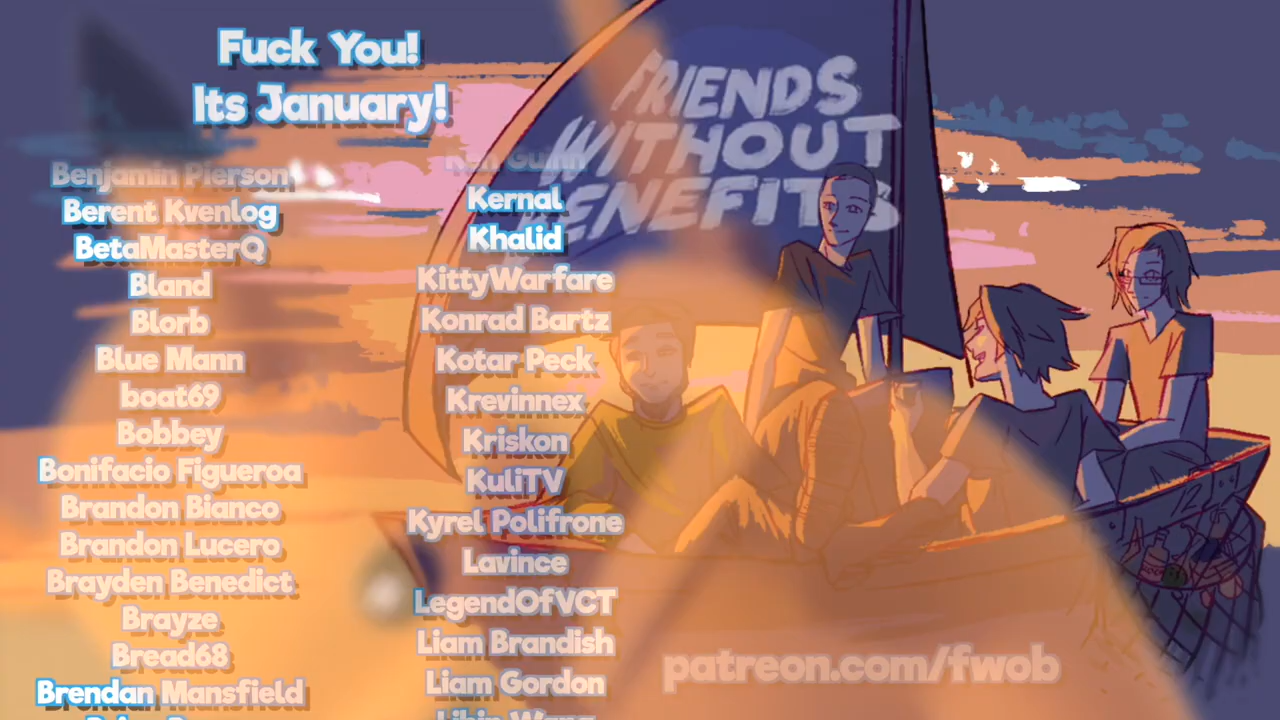 Fuck You!
Its January!
Benjamin Pierson
Berent Kvenlog
BetaMasterQ
Bland
Blorb
Blue Mann
boat69
Bobbey
Bonifacio Figueroa
Brandon Bianco
Brandon Lucero
Brayden Benedict
Brayze
Bread68
Brendan Mansfield
Kernal
Khalid
KittyWarfare
Konrad Bartz
Kotar Peck
Krevinnex
Kriskon
KuliTV
Kyrel Polifrone
Lavince
LegendOfVCT
Liam Brandish
Liam Gordon
FRIENDS
WITHOUT
BENEFITS
patreon.com/fwob